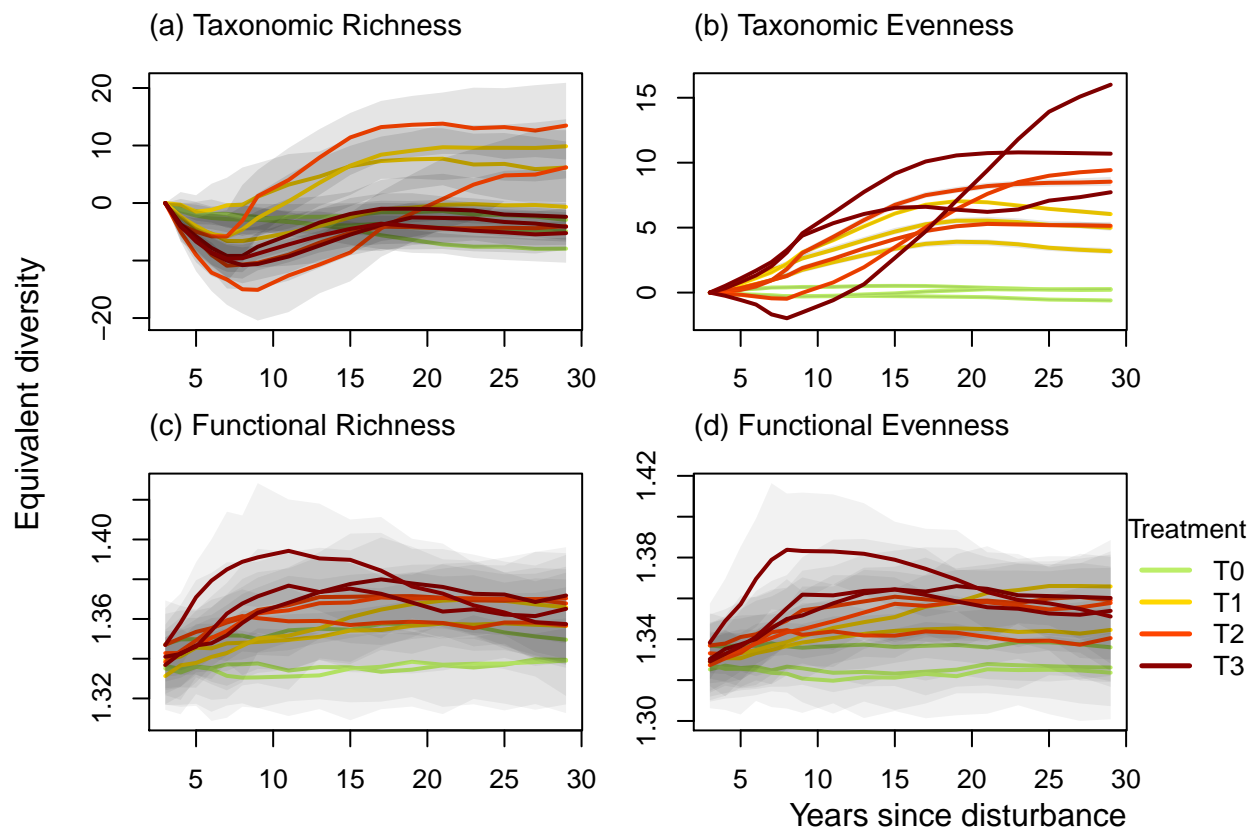 (a) Taxonomic Richness
(b) Taxonomic Evenness
20
10
0
−20
5 10 15 20 25 30
15
10
5
0
5 10 15 20 25 30
Equivalent diversity
(c) Functional Richness
(d) Functional Evenness
1.40
1.36
1.32
5 10 15 20 25 30
1.42
1.38
1.34
1.30
5 10 15 20 25 30
Years since disturbance
Treatment
T0
T1
T2
T3